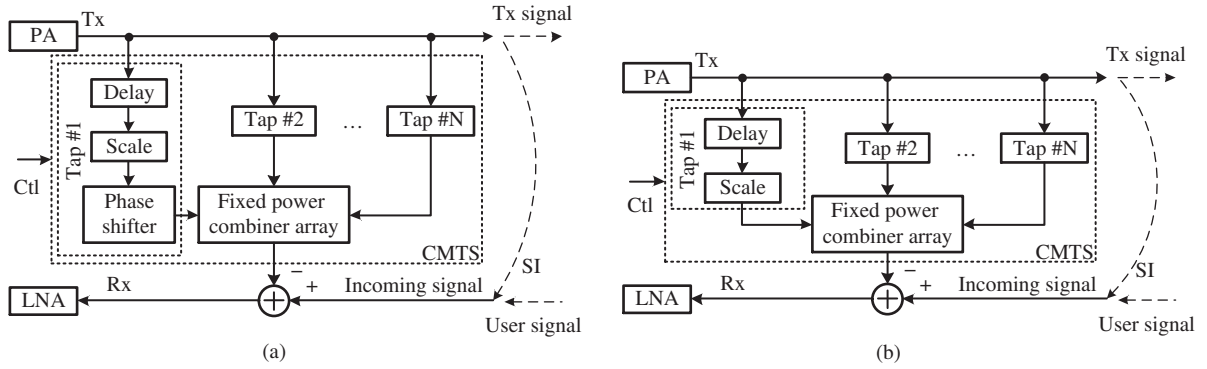 PA
Tx
Tx signal
Tap #1
Delay
Scale
Phase
shifter
Tap #2
...
Tap #N
Ctl
Fixed power
combiner array
CMTS
SI
−
+
LNA
Rx
Incoming signal
User signal
(a)
PA
Tx
Tx signal
Tap #1
Delay
Scale
Tap #2
...
Tap #N
Ctl
Fixed power
combiner array
CMTS
SI
−
+
LNA
Rx
Incoming signal
User signal
(b)